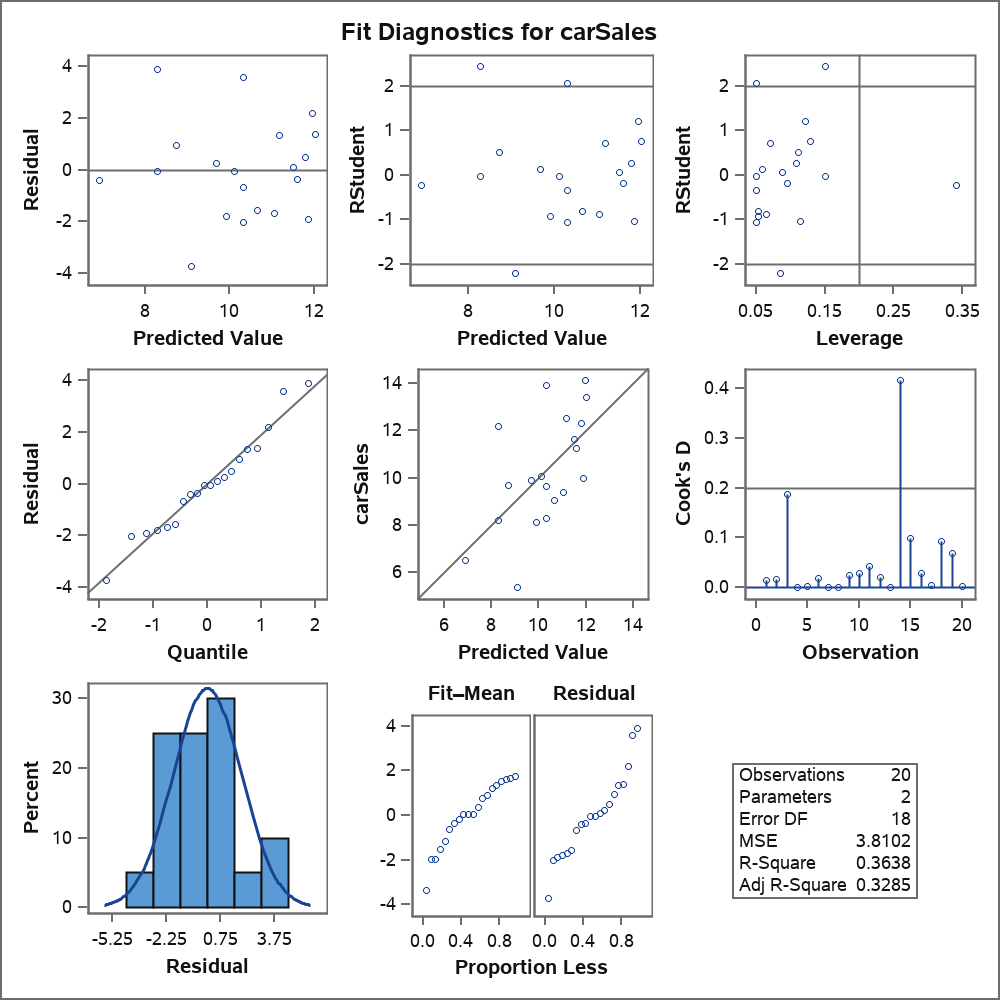 Fit Diagnostics for carSales
4
2
0
-2
-4
Residual
8 10 12
Predicted Value
2
1
0
-1
-2
RStudent
8 10 12
Predicted Value
2
1
0
-1
-2
RStudent
0.05 0.15 0.25 0.35
Leverage
4
2
0
-2
-4
Residual
-2 -1 0 1 2
Quantile
14
12
10
8
6
carSales
6 8 10 12 14
Predicted Value
0.4
0.3
0.2
0.1
0.0
Cook's D
0 5 10 15 20
Observation
30
20
10
0
Percent
-5.25 -2.25 0.75 3.75
Residual
Fit–Mean Residual
4
2
0
-2
-4
0.0 0.4 0.8 0.0 0.4 0.8
Proportion Less
Observations 20
Parameters 2
Error DF 18
MSE 3.8102
R-Square 0.3638
Adj R-Square 0.3285